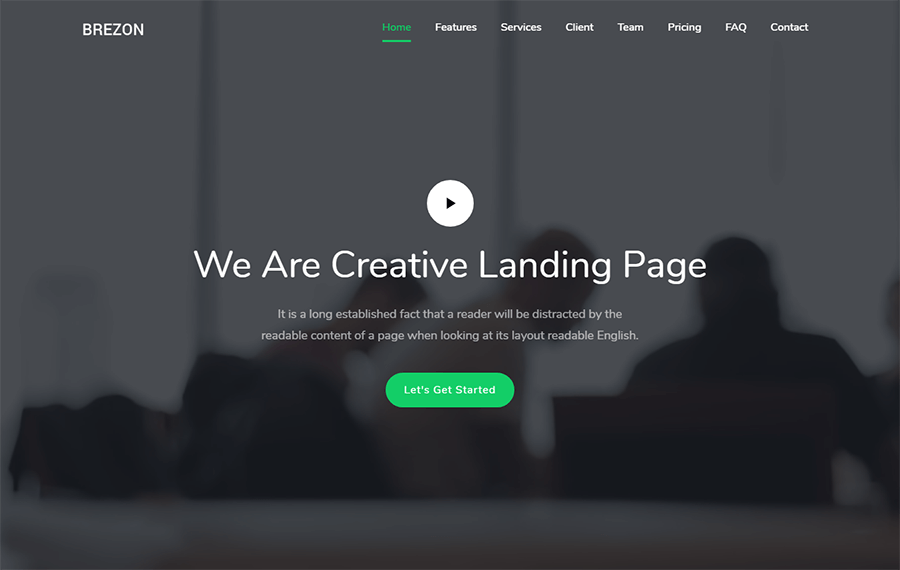 BREZON
Home Features Services Client Team Pricing FAQ Contact
We Are Creative Landing Page
It is a long established fact that a reader will be distracted by the
readable content of a page when looking at its layout readable English.
Let's Get Started